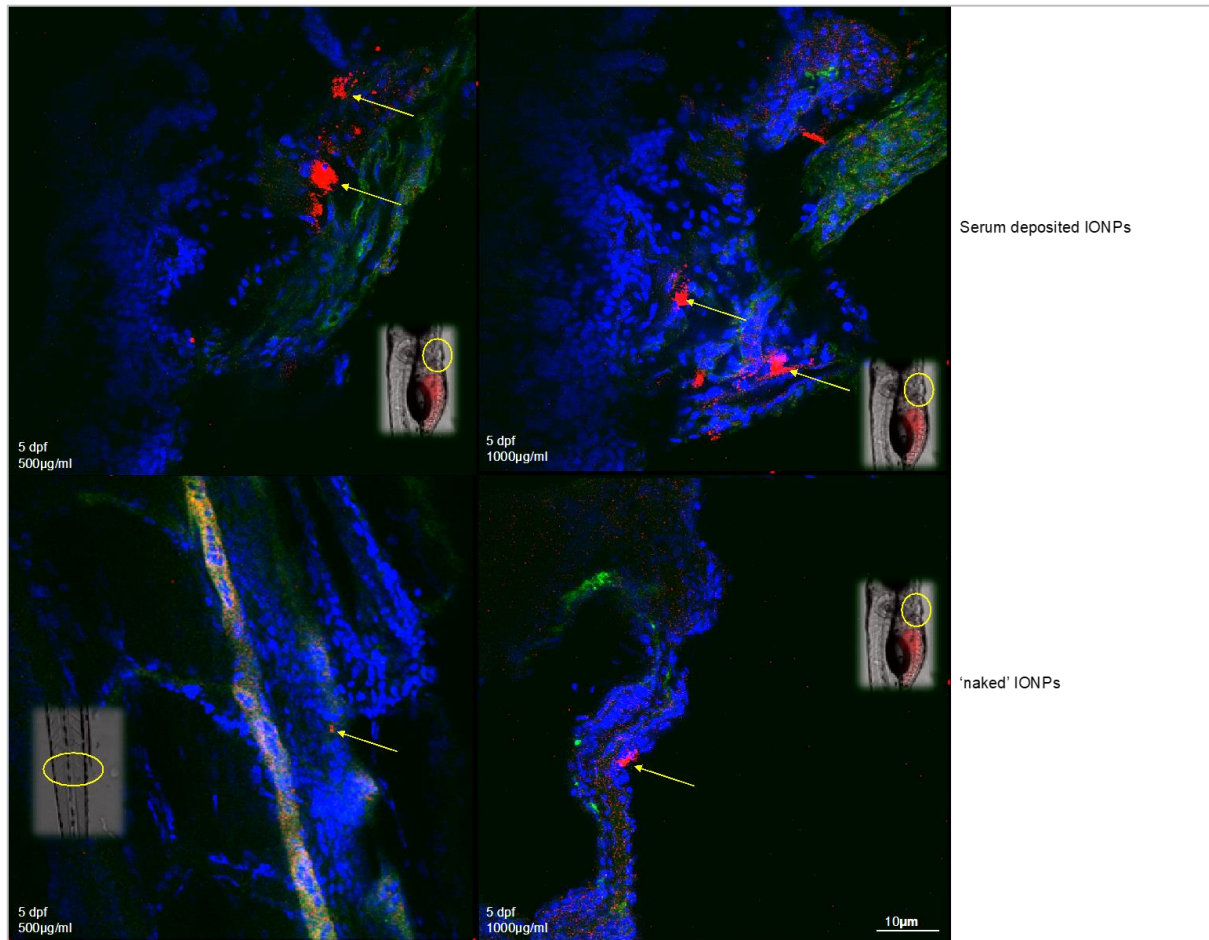 5 dpf
500µg/ml
5 dpf
1000µg/ml
Serum deposited IONPs
5 dpf
500µg/ml
5 dpf
1000µg/ml
10µm
‘naked’ IONPs